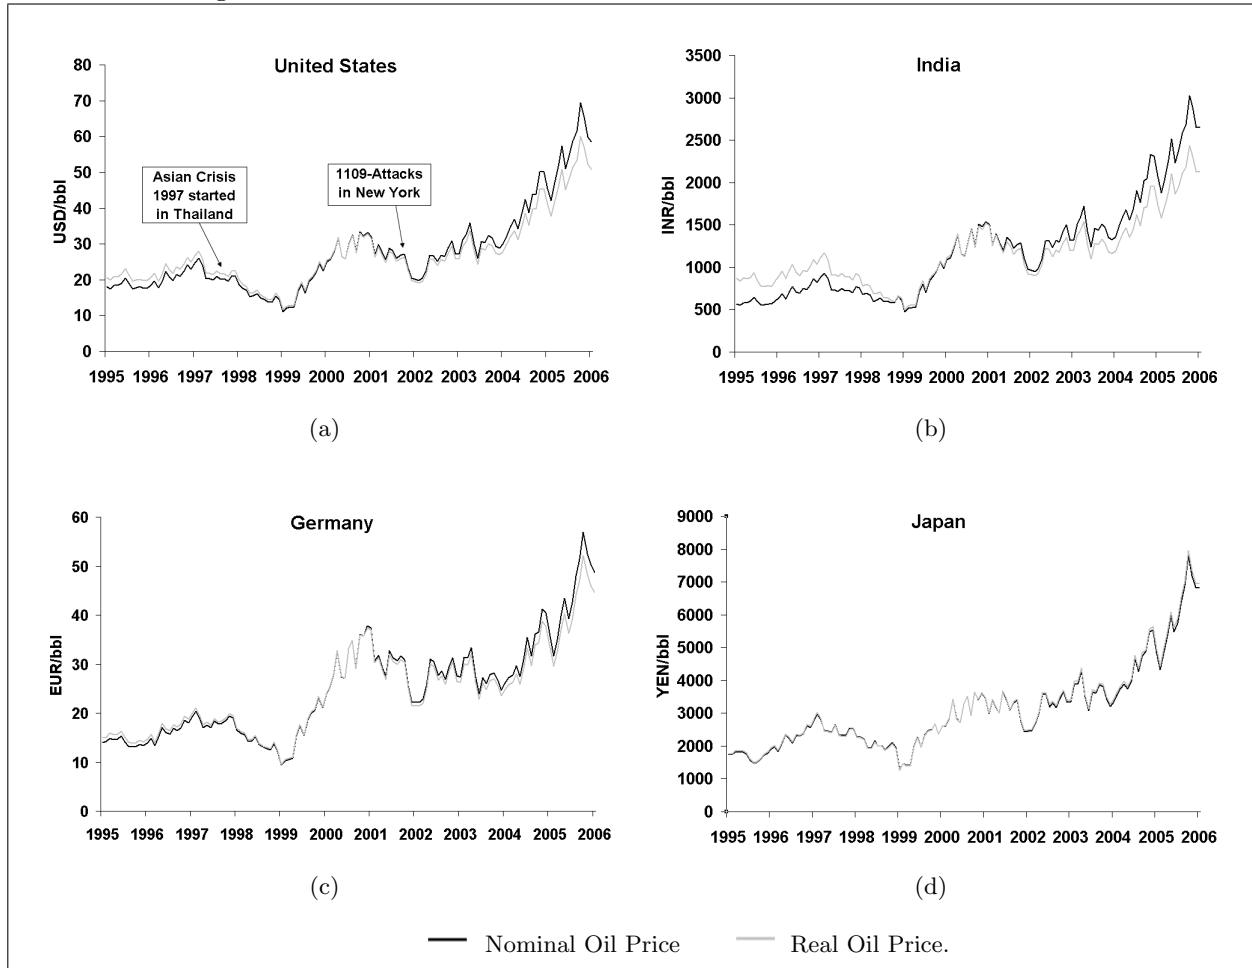 United States
80
70
60
50
40
30
20
10
0
USD/bbl
Asian Crisis
1997 started
in Thailand
1109-Attacks
in New York
1995 1996 1997 1998 1999 2000 2001 2002 2003 2004 2005 2006
(a)
India
3500
3000
2500
2000
1500
1000
500
0
INR/bbl
1995 1996 1997 1998 1999 2000 2001 2002 2003 2004 2005 2006
(b)
Germany
60
50
40
30
20
10
0
EUR/bbl
1995 1996 1997 1998 1999 2000 2001 2002 2003 2004 2005 2006
(c)
Japan
9000
8000
7000
6000
5000
4000
3000
2000
1000
0
YEN/bbl
1995 1996 1997 1998 1999 2000 2001 2002 2003 2004 2005 2006
(d)
Nominal Oil Price
Real Oil Price.